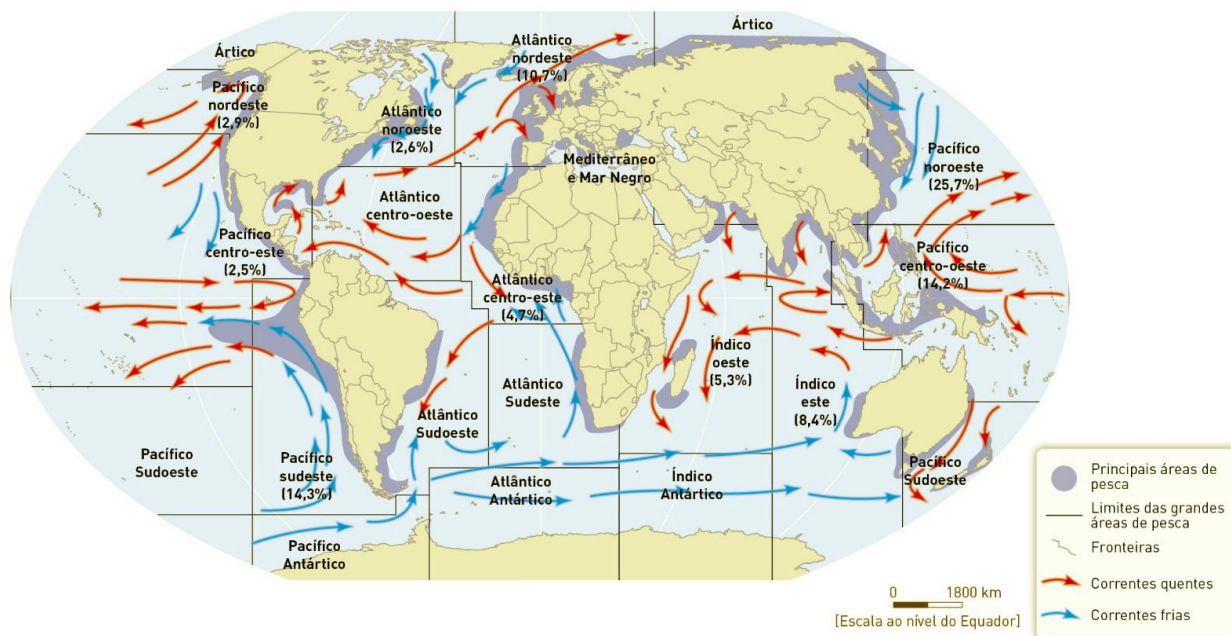 Ártico
Ártico
Atlântico
nordeste
(10,7%)
Pacífico
nordeste
(2,9%)
Atlântico
noroeste
(2,6%)
Mediterrâneo
e Mar Negro
Pacífico
noroeste
(25,7%)
Atlântico
centro-oeste
Pacífico
centro-este
(2,5%)
Atlântico
centro-este
(4,7%)
Pacífico
centro-oeste
(14,2%)
Índico
oeste
(5,3%)
Índico
este
(8,4%)
Atlântico
Sudeste
Atlântico
Sudoeste
Pacífico
Sudoeste
Pacífico
sudeste
(14,3%)
Atlântico
Antártico
Índico
Antártico
Pacífico
Sudoeste
Pacífico
Antártico
Principais áreas de
pesca
Limites das grandes
áreas de pesca
Fronteiras
Correntes quentes
Correntes frias
0 1800 km
[Escala ao nível do Equador]